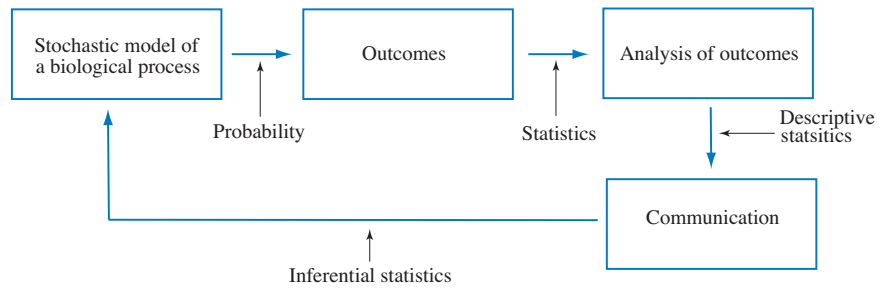 Stochastic model of
a biological process
Outcomes
Analysis of outcomes
Probability
Statistics
Descriptive
statsitics
Communication
Inferential statistics